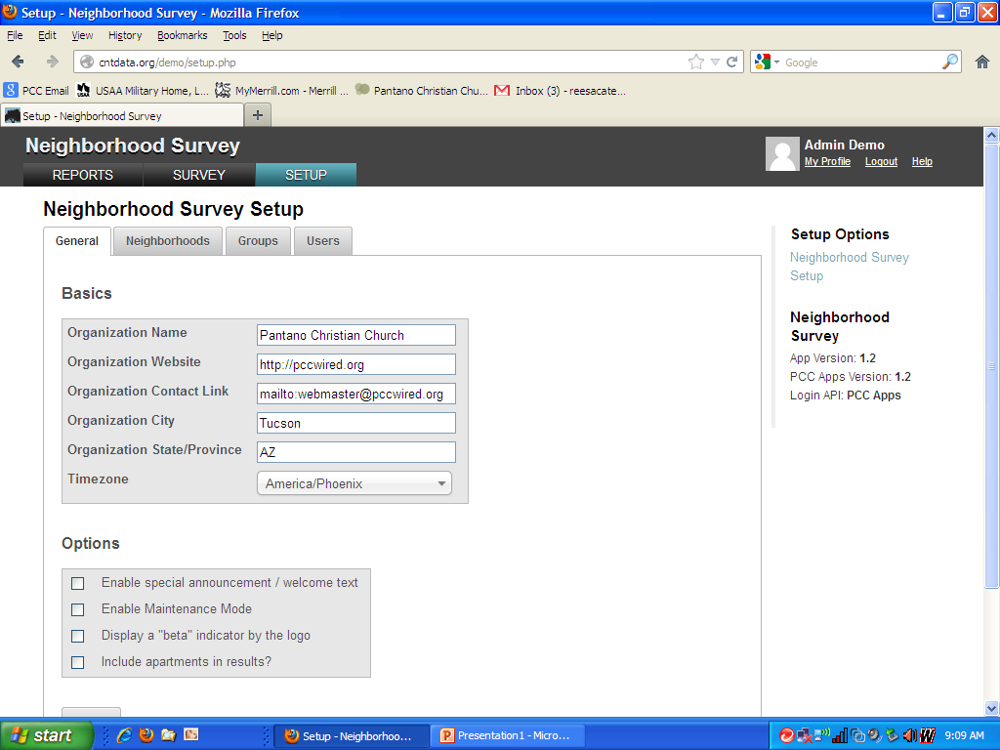 Setup - Neighborhood Survey - Mozilla Firefox
File Edit View History Bookmarks Tools Help
cntdata.org/demo/setup.php
Google
PCC Email USAA Military Home, L... MyMerrill.com - Merrill ... Pantano Christian Chu... Inbox (3) - reesacate...
Setup - Neighborhood Survey
Neighborhood Survey
Admin Demo
My Profile Logout Help
REPORTS SURVEY SETUP
Neighborhood Survey Setup
General Neighborhoods Groups Users
Basics
Organization Name Pantano Christian Church
Organization Website http://pccwired.org
Organization Contact Link mailto:webmaster@pccwired.org
Organization City Tucson
Organization State/Province AZ
Timezone America/Phoenix
Options
Enable special announcement / welcome text
Enable Maintenance Mode
Display a "beta" indicator by the logo
Include apartments in results?
Setup Options
Neighborhood Survey
Setup
Neighborhood
Survey
App Version: 1.2
PCC Apps Version: 1.2
Login API: PCC Apps
start Setup - Neighborhoo... Presentation1 - Micro... 9:09 AM